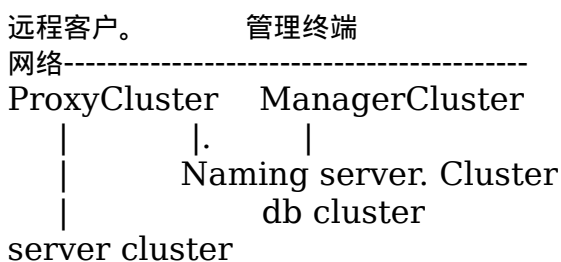 远程客户。 管理终端
网络-------------------------------------------
ProxyCluster ManagerCluster
| |. |
| Naming server. Cluster
| db cluster
server cluster